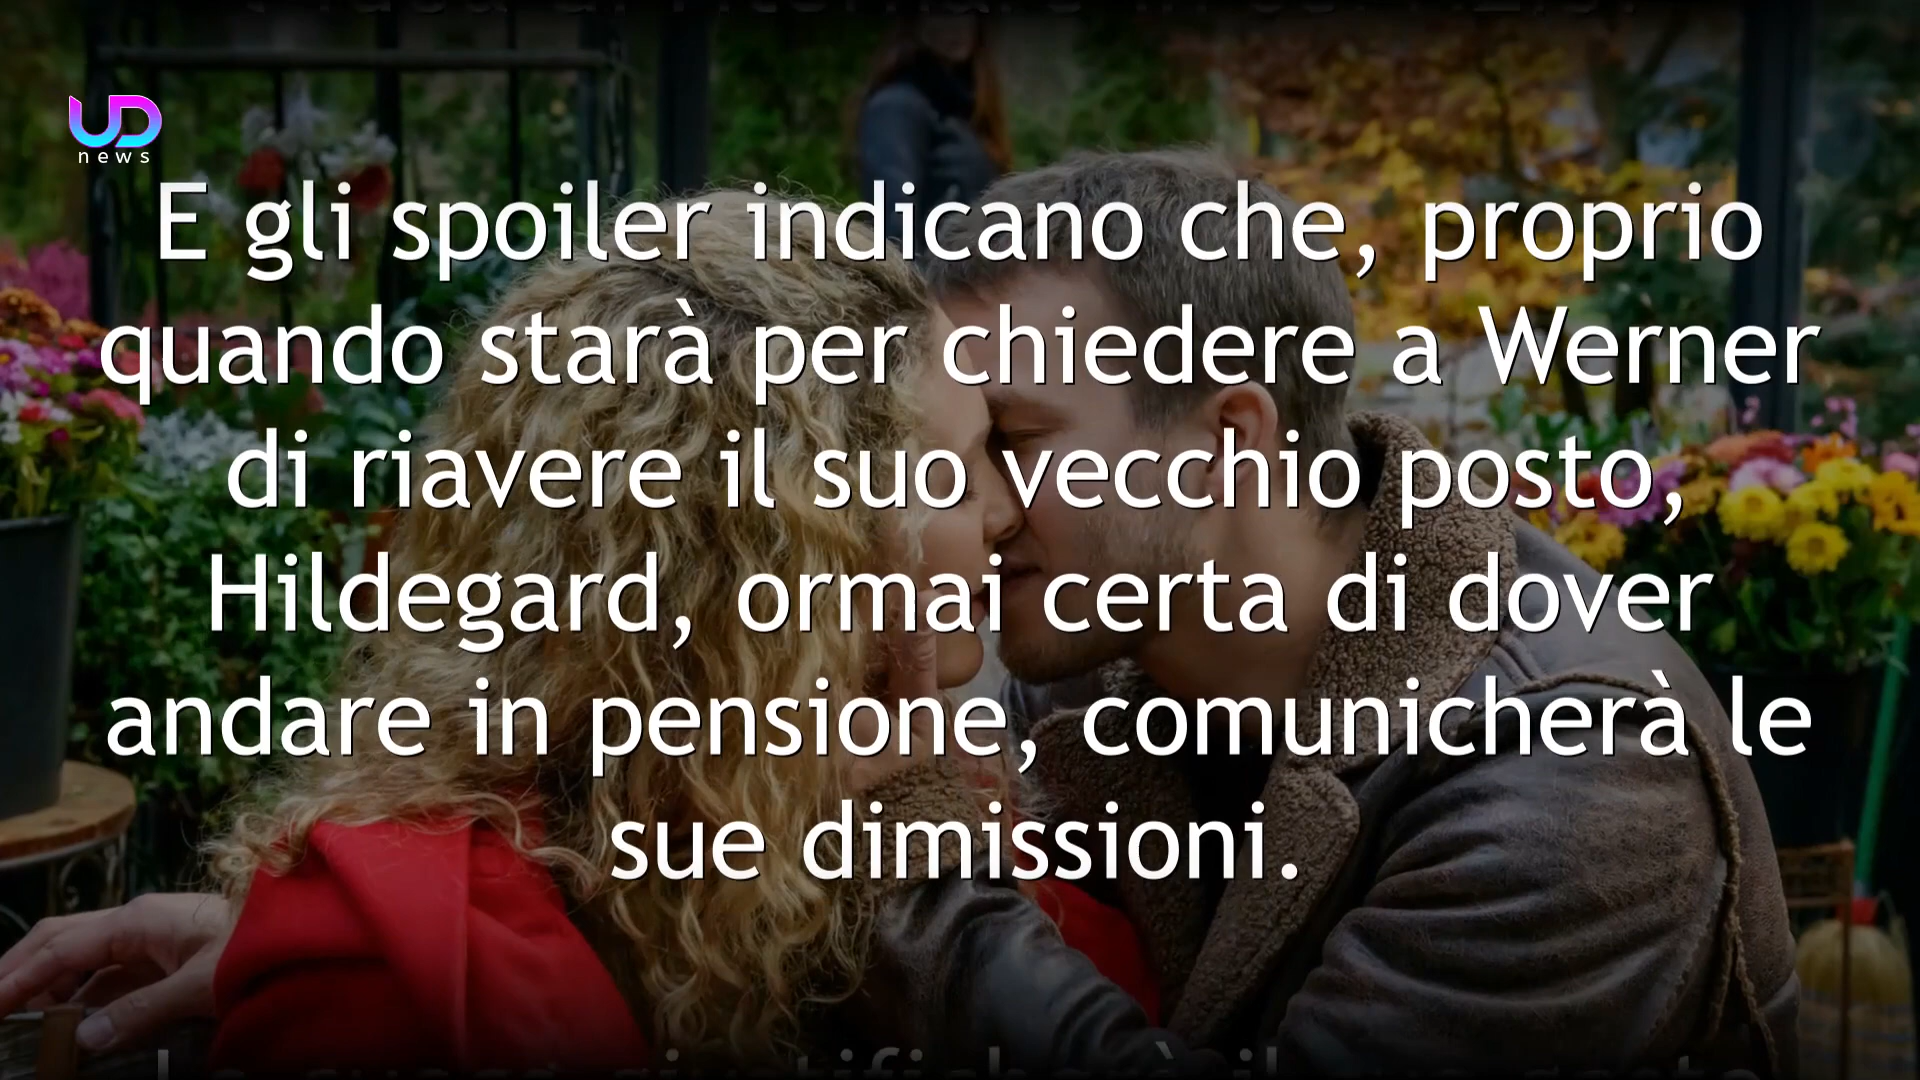 UD
news
E gli spoiler indicano che, proprio
quando starà per chiedere a Werner
di riavere il suo vecchio posto,
Hildegard, ormai certa di dover
andare in pensione, comunicherà le
sue dimissioni.